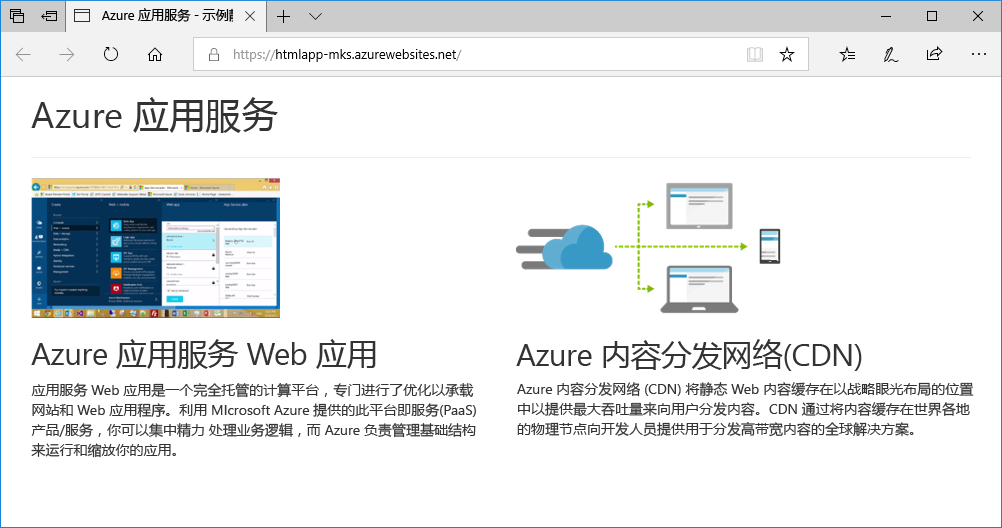 Azure 应用服务 - 示例
https://htmlapp-mks.azurewebsites.net/
Azure 应用服务
Azure 应用服务 Web 应用
应用服务 Web 应用是一个完全托管的计算平台，专门进行了优化以承载
网站和 Web 应用程序。利用 MIcrosoft Azure 提供的此平台即服务(PaaS)
产品/服务，你可以集中精力 处理业务逻辑，而 Azure 负责管理基础结构
来运行和缩放你的应用。
Azure 内容分发网络(CDN)
Azure 内容分发网络 (CDN) 将静态 Web 内容缓存在以战略眼光布局的位置
中以提供最大吞吐量来向用户分发内容。CDN 通过将内容缓存在世界各地
的物理节点向开发人员提供用于分发高带宽内容的全球解决方案。